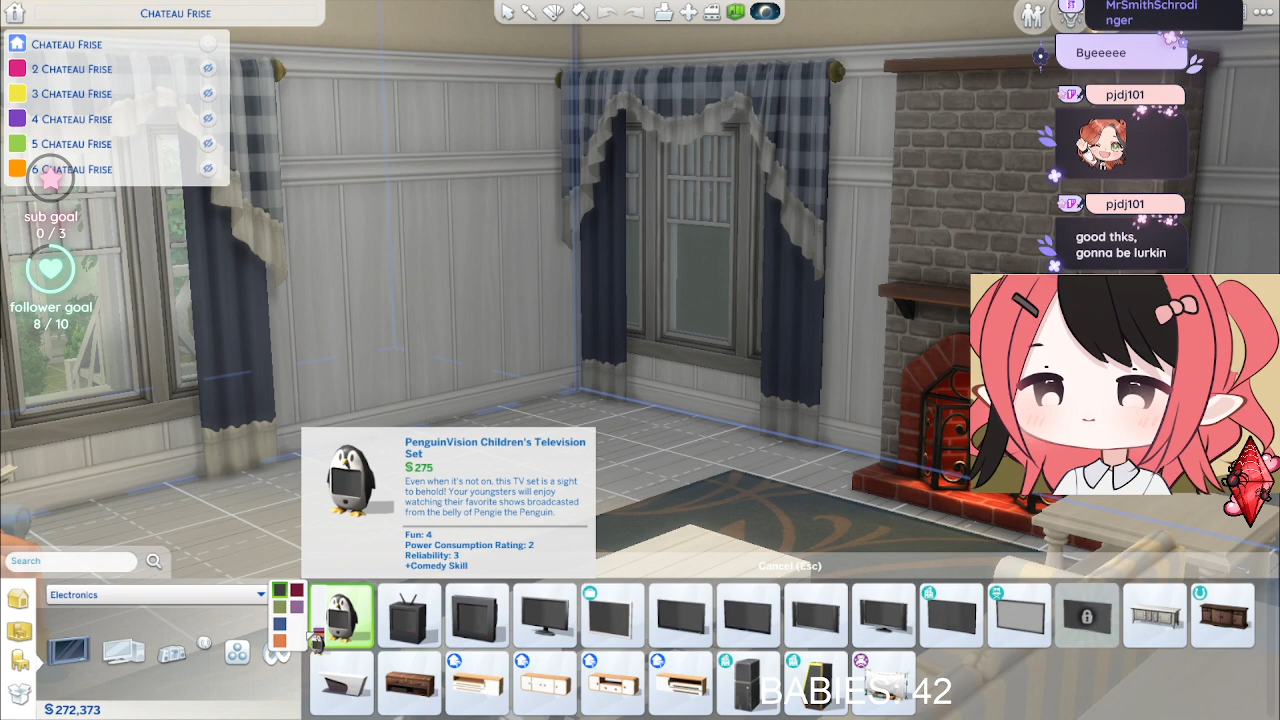 CHATEAU FRISE
CHATEAU FRISE
2 CHATEAU FRISE
3 CHATEAU FRISE
4 CHATEAU FRISE
5 CHATEAU FRISE
6 CHATEAU FRISE
sub goal
0 / 3
follower goal
8 / 10
MrSmithSchrodi
nger
Byeeeee
pjdj101
pjdj101
good thks,
gonna be lurkin
PenguinVision Children's Television
Set
§275
Even when it's not on, this TV set is a sight
to behold! Your youngsters will enjoy
watching their favorite shows broadcasted
from the belly of Pengie the Penguin.
Fun: 4
Power Consumption Rating: 2
Reliability: 3
+Comedy Skill
Cancel (Esc)
Search
Electronics
§272,373
BABIES: 42